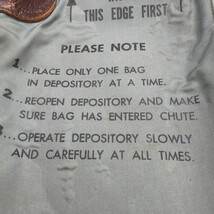 THIS EDGE FIRST
PLEASE NOTE
1...PLACE ONLY ONE BAG
IN DEPOSITORY AT A TIME.
2...REOPEN DEPOSITORY AND MAKE
SURE BAG HAS ENTERED CHUTE.
3...OPERATE DEPOSITORY SLOWLY
AND CAREFULLY AT ALL TIMES.